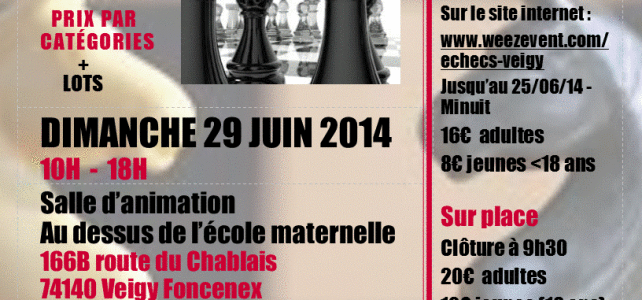 PRIX PAR
CATÉGORIES
+
LOTS
DIMANCHE 29 JUIN 2014
10H - 18H
Salle d'animation
Au dessus de l'école maternelle
166B route du Chablais
74140 Veigy Foncenex
Sur le site internet :
www.weezevent.com/
echecs-veigy
Jusqu'au 25/06/14 -
Minuit
16€ adultes
8€ jeunes <18 ans
Sur place
Clôture à 9h30
20€ adultes